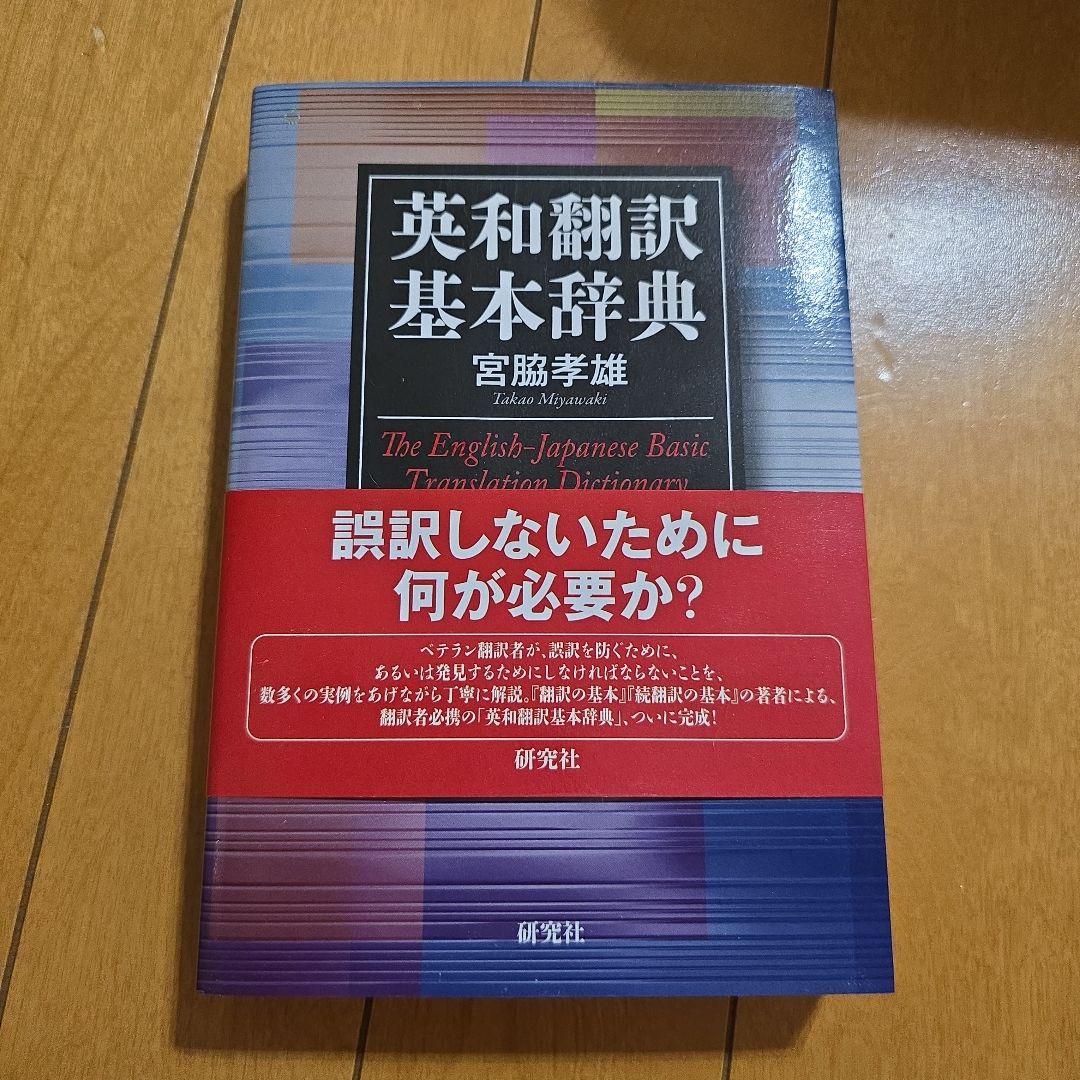 英和翻訳
基本辞典
宮脇孝雄
Takao Miyawaki
The English-Japanese Basic
Translation Dictionary
誤訳しないために
何が必要か?
ベテラン翻訳者が、誤訳を防ぐために、
あるいは発見するためにしなければならないことを、
数多くの実例をあげながら丁寧に解説。『翻訳の基本』『続翻訳の基本』の著者による、
翻訳者必携の「英和翻訳基本辞典」、ついに完成!
研究社
研究社